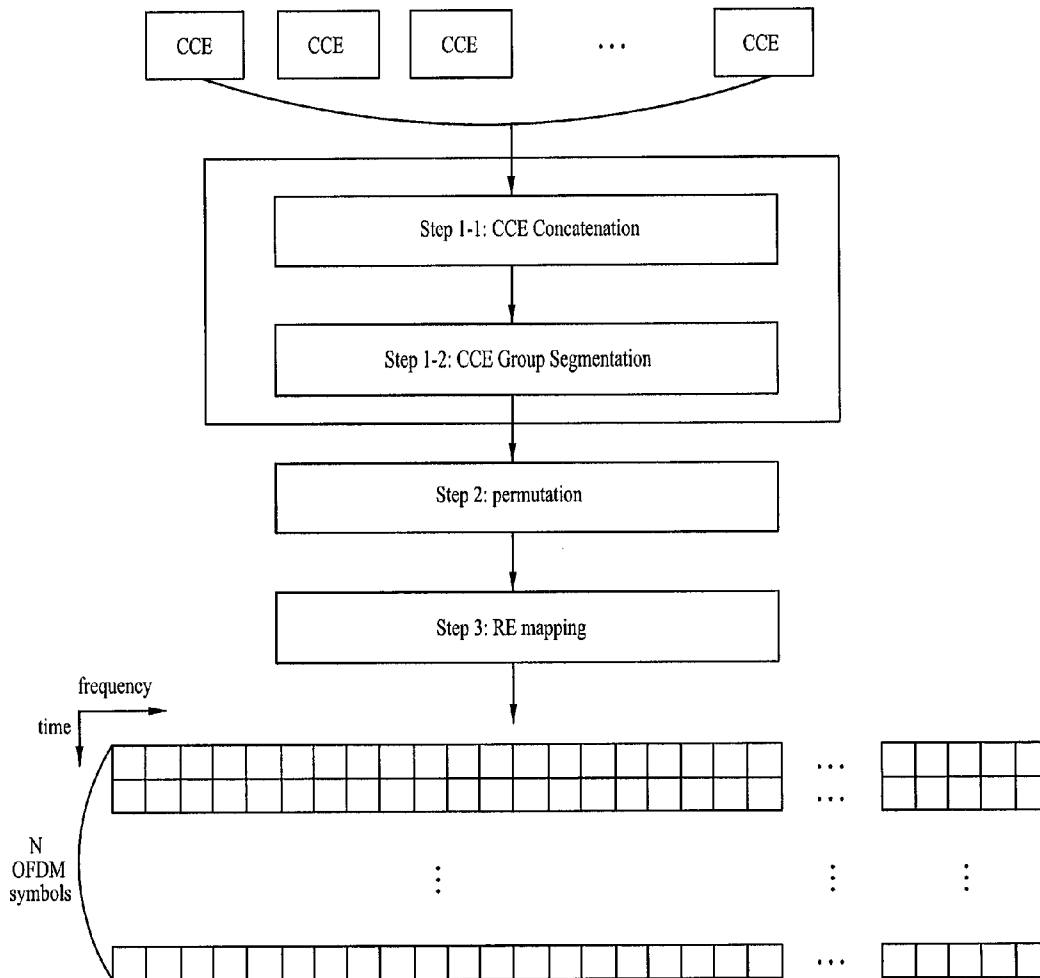 CCE CCE CCE ... CCE
Step 1-1: CCE Concatenation
Step 1-2: CCE Group Segmentation
Step 2: permutation
Step 3: RE mapping
frequency
time
N
OFDM
symbols